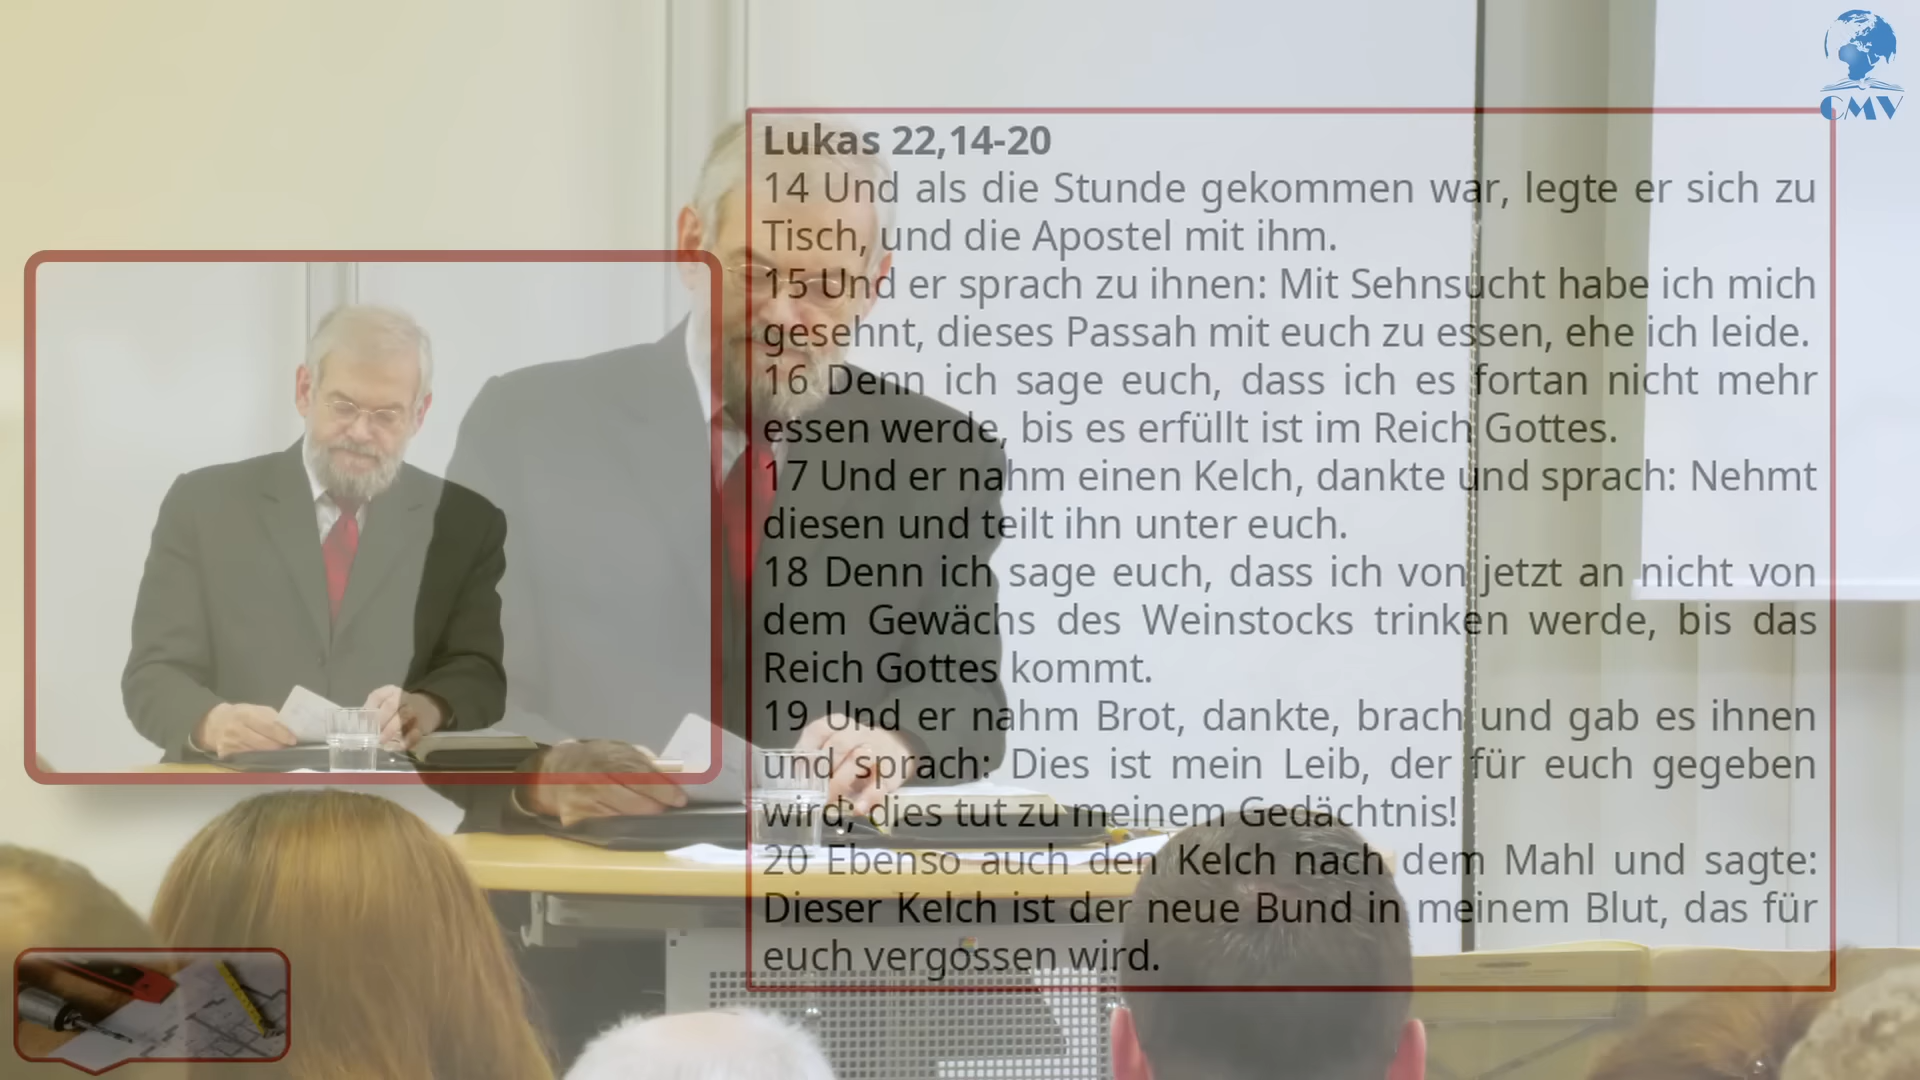 CMV
Lukas 22,14-20
14 Und als die Stunde gekommen war, legte er sich zu
Tisch, und die Apostel mit ihm.
15 Und er sprach zu ihnen: Mit Sehnsucht habe ich mich
gesehnt, dieses Passah mit euch zu essen, ehe ich leide.
16 Denn ich sage euch, dass ich es fortan nicht mehr
essen werde, bis es erfüllt ist im Reich Gottes.
17 Und er nahm einen Kelch, dankte und sprach: Nehmt
diesen und teilt ihn unter euch.
18 Denn ich sage euch, dass ich von jetzt an nicht von
dem Gewächs des Weinstocks trinken werde, bis das
Reich Gottes kommt.
19 Und er nahm Brot, dankte, brach und gab es ihnen
und sprach: Dies ist mein Leib, der für euch gegeben
wird; dies tut zu meinem Gedächtnis!
20 Ebenso auch den Kelch nach dem Mahl und sagte:
Dieser Kelch ist der neue Bund in meinem Blut, das für
euch vergossen wird.